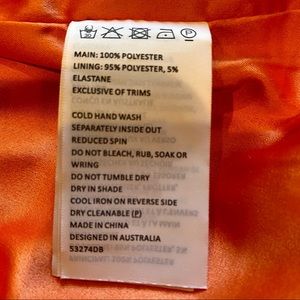 MAIN: 100% POLYESTER
LINING: 95% POLYESTER, 5%
ELASTANE
EXCLUSIVE OF TRIMS
COLD HAND WASH
SEPARATELY INSIDE OUT
REDUCED SPIN
DO NOT BLEACH, RUB, SOAK OR
WRING
DO NOT TUMBLE DRY
DRY IN SHADE
COOL IRON ON REVERSE SIDE
DRY CLEANABLE (P)
MADE IN CHINA
DESIGNED IN AUSTRALIA
53274DB